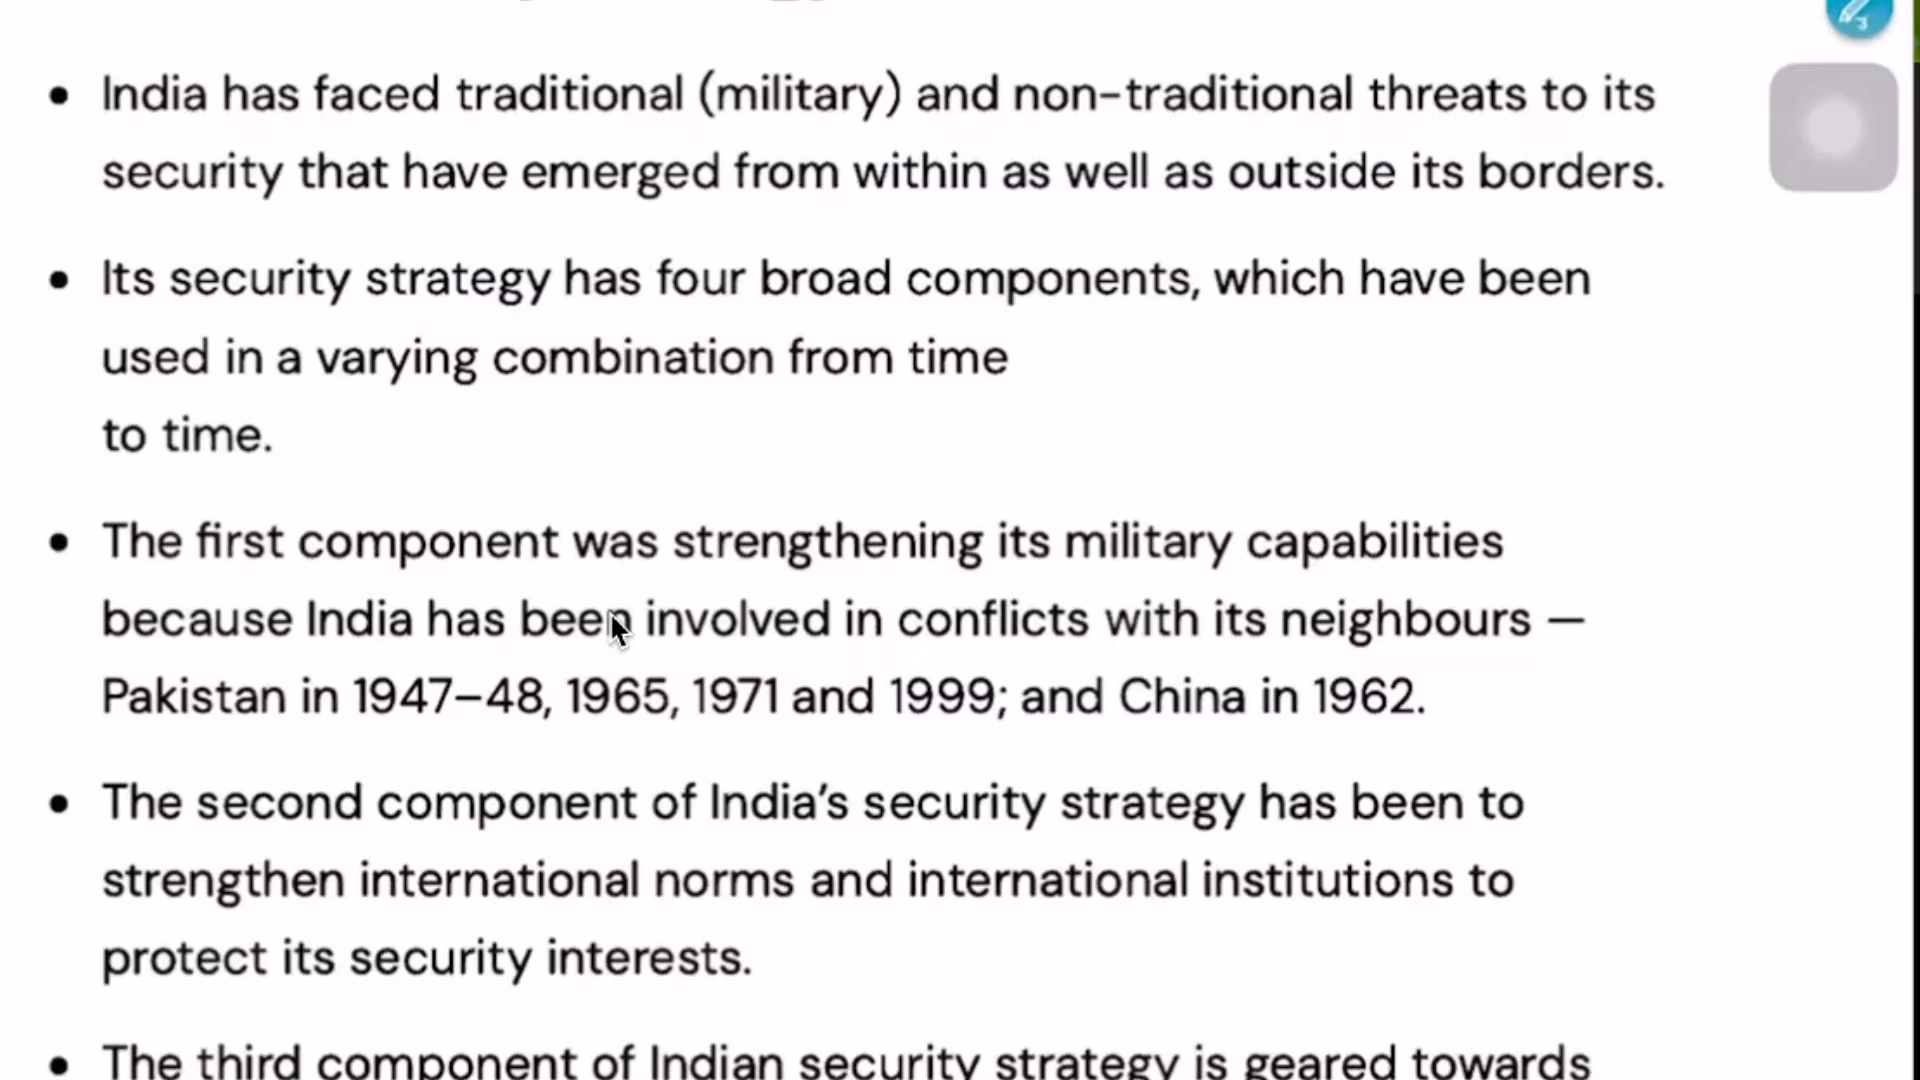 • India has faced traditional (military) and non-traditional threats to its
security that have emerged from within as well as outside its borders.
• Its security strategy has four broad components, which have been
used in a varying combination from time
to time.
• The first component was strengthening its military capabilities
because India has been involved in conflicts with its neighbours —
Pakistan in 1947–48, 1965, 1971 and 1999; and China in 1962.
• The second component of India’s security strategy has been to
strengthen international norms and international institutions to
protect its security interests.
• The third component of Indian security strategy is geared towards